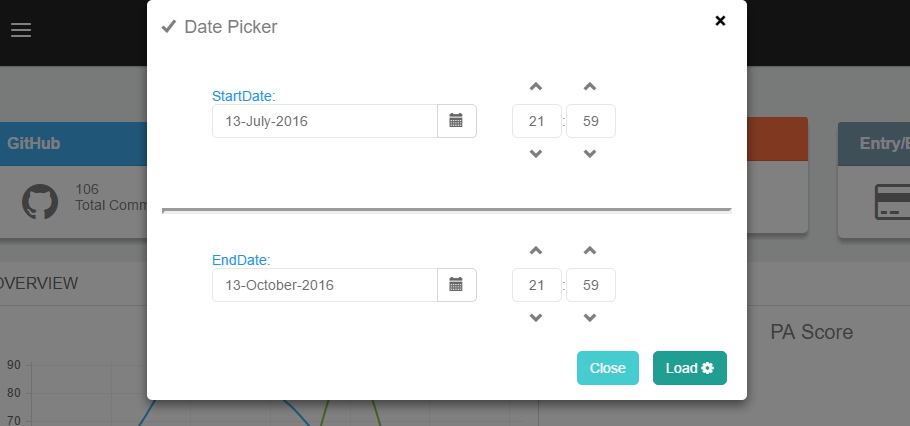 Date Picker
StartDate:
13-July-2016
21 : 59
GitHub
Entry/E
106
Total Comm
EndDate:
13-October-2016
21 : 59
OVERVIEW
PA Score
Close
Load
90
80
70